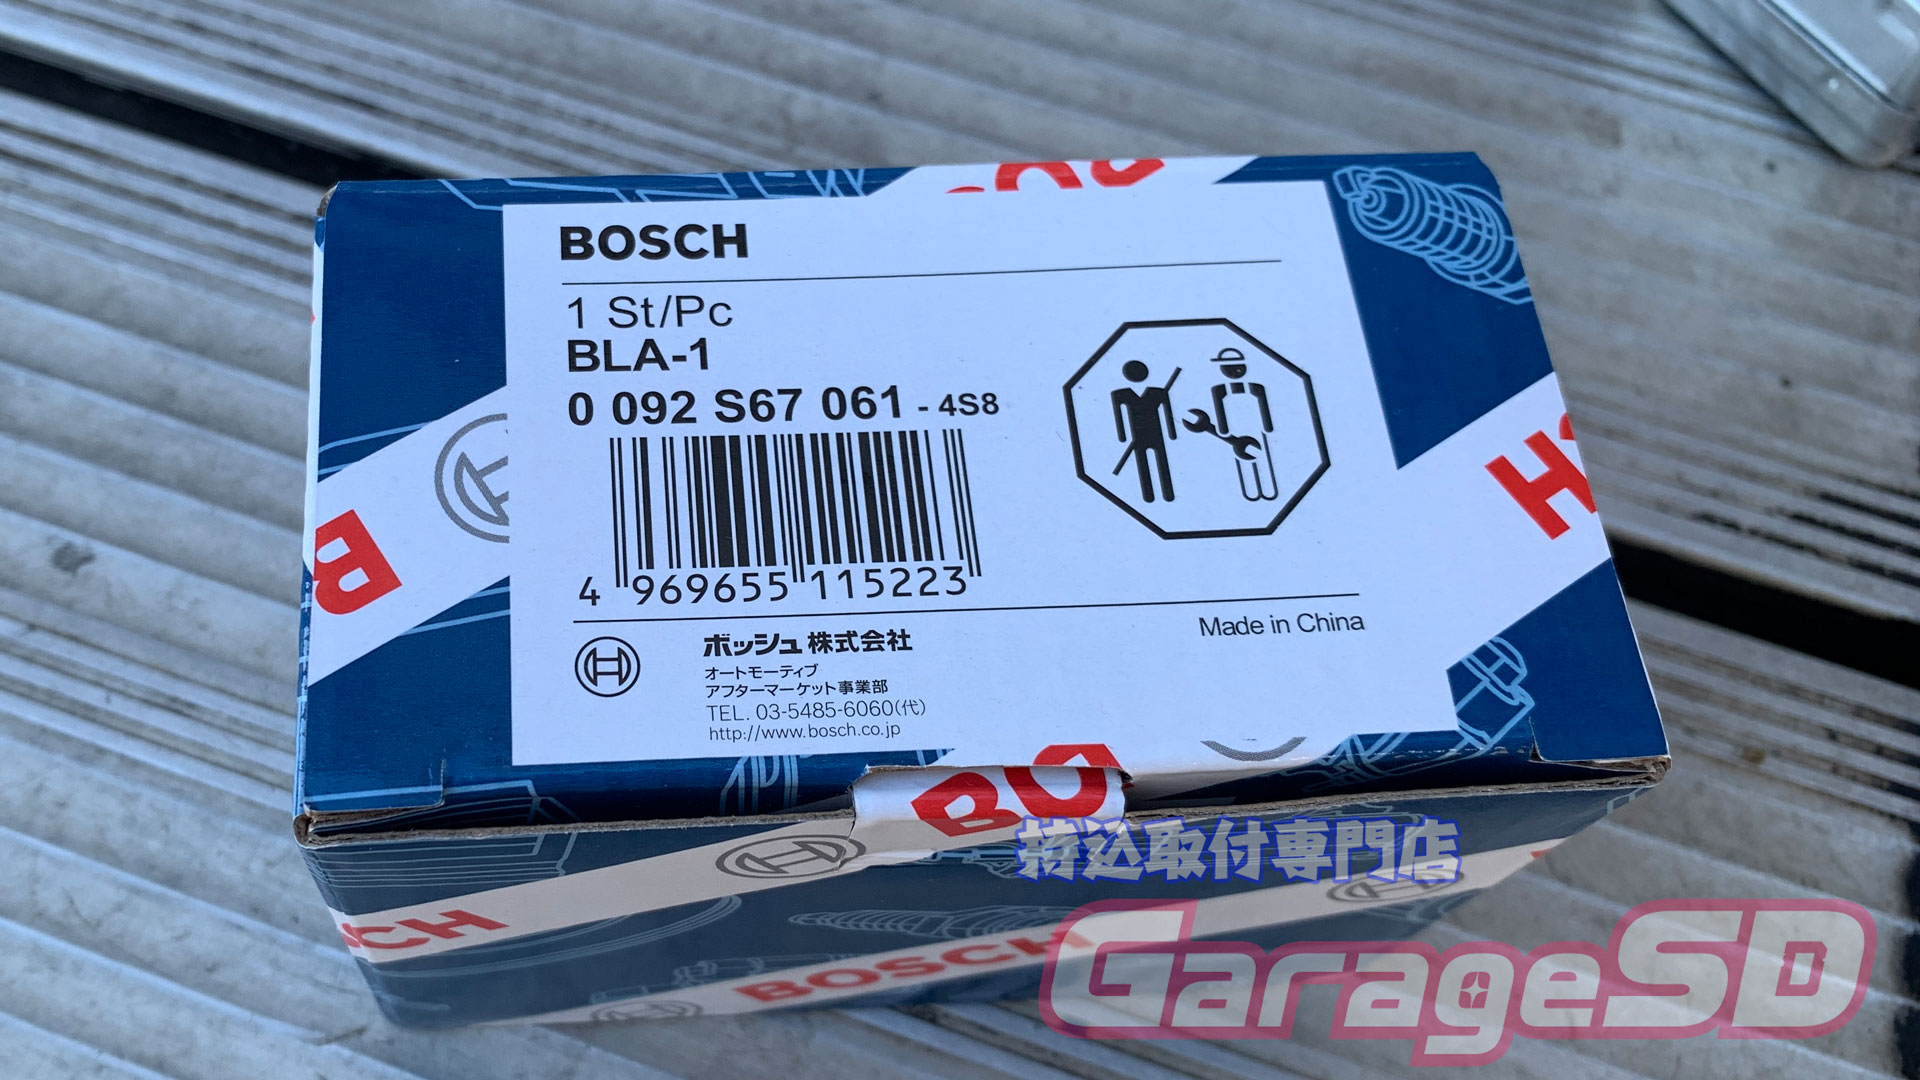 BOSCH
1 St/Pc
BLA-1
0 092 S67 061 - 4S8
4 969655 115223
Made in China
ボッシュ株式会社
オートモーティブ
アフターマーケット事業部
TEL. 03-5485-6060(代)
http://www.bosch.co.jp
BOSCH
持込取付専門店
GarageSD